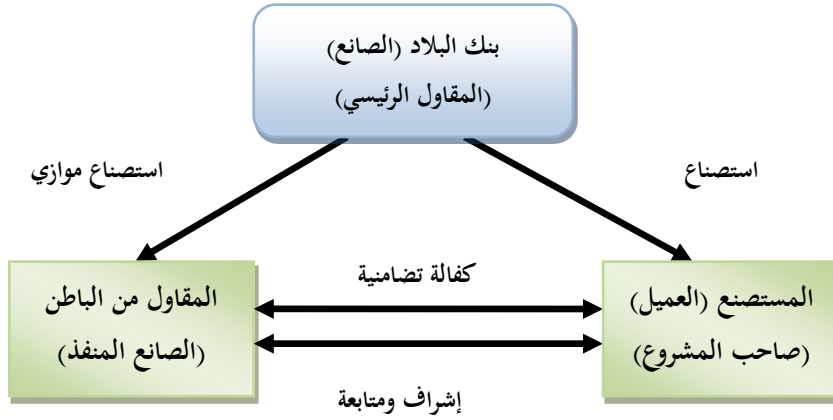 بنك البلاد (الصانع)
(المقاول الرئيسي)
استصناع
استصناع موازي
المستصنع (العميل)
(صاحب المشروع)
كفالة تضامنية
المقاول من الباطن
(الصانع المنفذ)
إشراف ومتابعة